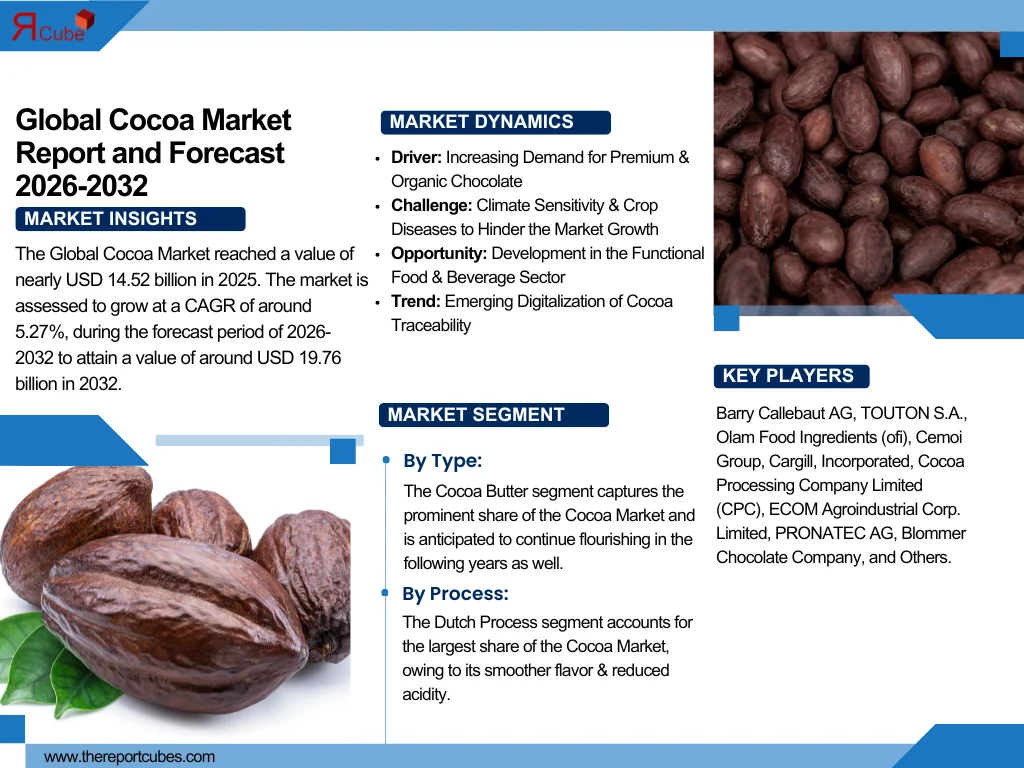 ЯCube
Global Cocoa Market
Report and Forecast
2026-2032
MARKET INSIGHTS
The Global Cocoa Market reached a value of
nearly USD 14.52 billion in 2025. The market is
assessed to grow at a CAGR of around
5.27%, during the forecast period of 2026-
2032 to attain a value of around USD 19.76
billion in 2032.
MARKET DYNAMICS
• Driver: Increasing Demand for Premium &
Organic Chocolate
• Challenge: Climate Sensitivity & Crop
Diseases to Hinder the Market Growth
• Opportunity: Development in the Functional
Food & Beverage Sector
• Trend: Emerging Digitalization of Cocoa
Traceability
MARKET SEGMENT
By Type:
The Cocoa Butter segment captures the
prominent share of the Cocoa Market and
is anticipated to continue flourishing in the
following years as well.
By Process:
The Dutch Process segment accounts for
the largest share of the Cocoa Market,
owing to its smoother flavor & reduced
acidity.
KEY PLAYERS
Barry Callebaut AG, TOUTON S.A.,
Olam Food Ingredients (ofi), Cemoi
Group, Cargill, Incorporated, Cocoa
Processing Company Limited
(CPC), ECOM Agroindustrial Corp.
Limited, PRONATEC AG, Blommer
Chocolate Company, and Others.
www.thereportcubes.com